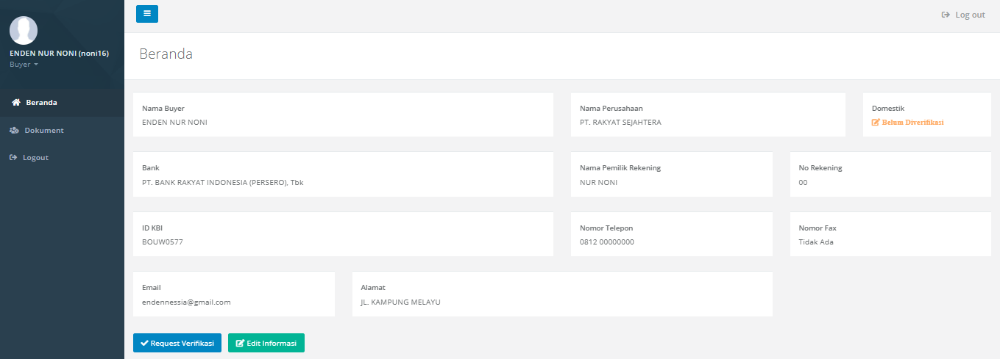 ENDEN NUR NONI (noni16)
Buyer
Beranda
Dokument
Logout
Log out
Beranda
Nama Buyer
ENDEN NUR NONI
Nama Perusahaan
PT. RAKYAT SEJAHTERA
Domestik
Belum Diverifikasi
Bank
PT. BANK RAKYAT INDONESIA (PERSERO), Tbk
Nama Pemilik Rekening
NUR NONI
No Rekening
00
ID KBI
BOUW0577
Nomor Telepon
0812 00000000
Nomor Fax
Tidak Ada
Email
endennessia@gmail.com
Alamat
JL. KAMPUNG MELAYU
Request Verifikasi
Edit Informasi